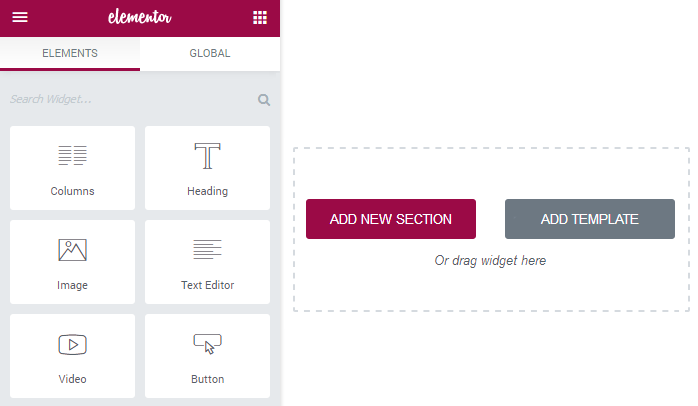 elementor
ELEMENTS GLOBAL
Search Widget...
Columns Heading
Image Text Editor
Video Button
ADD NEW SECTION ADD TEMPLATE
Or drag widget here